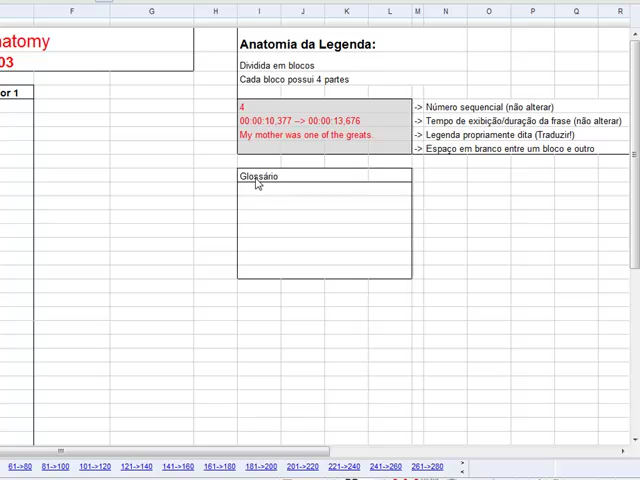 F G H I J K L M N O P Q R
natomy
03
or 1
Anatomia da Legenda:
Dividida em blocos
Cada bloco possui 4 partes
4 -> Número sequencial (não alterar)
00:00:10,377 --> 00:00:13,676 -> Tempo de exibição/duração da frase (não alterar)
My mother was one of the greats. -> Legenda propriamente dita (Traduzir!)
-> Espaço em branco entre um bloco e outro
Glossário
61->80 81->100 101->120 121->140 141->160 161->180 181->200 201->220 221->240 241->260 261->280